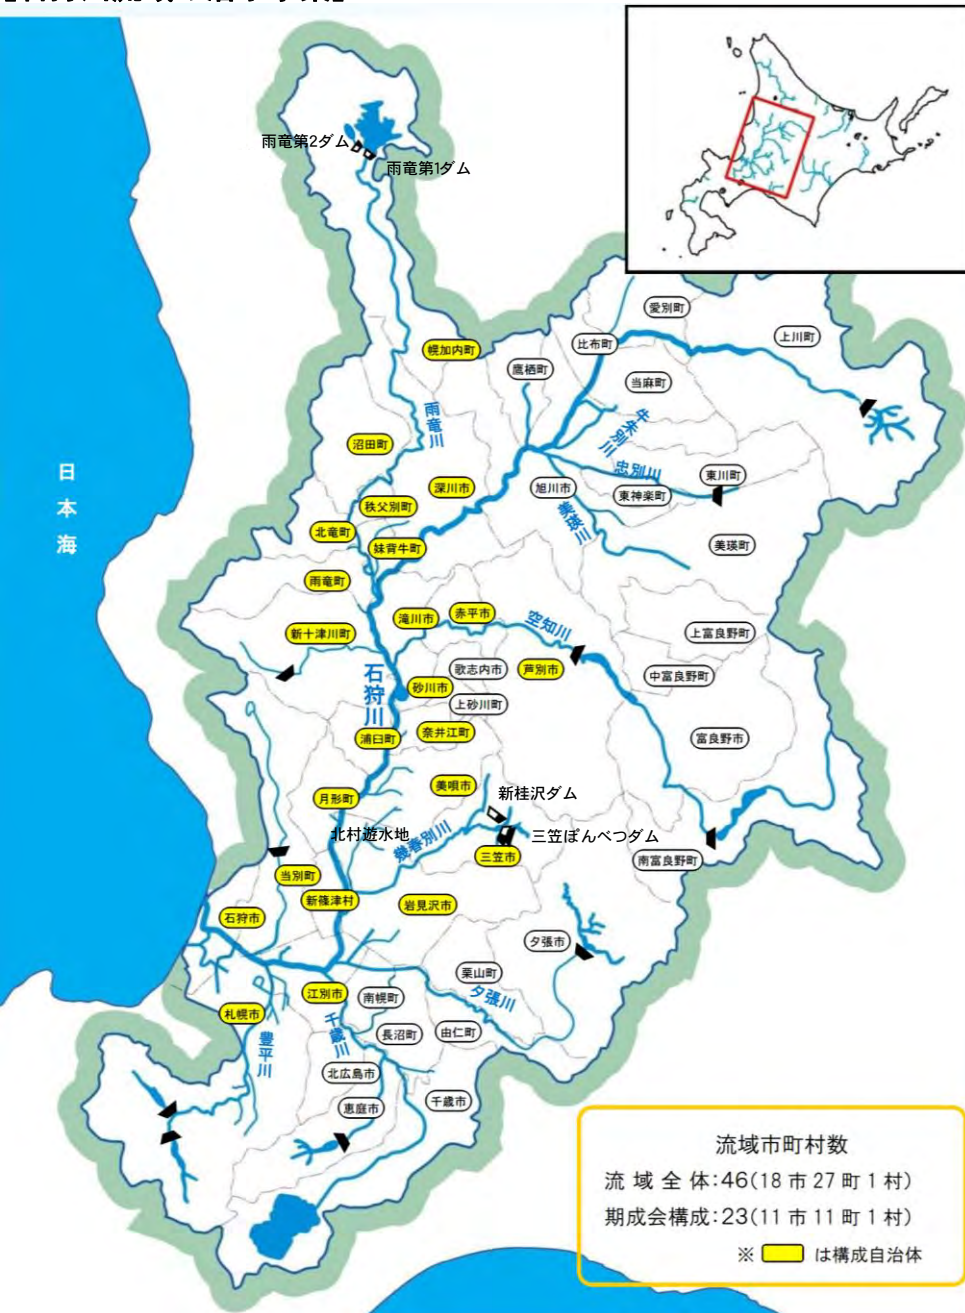 雨竜第2ダム
雨竜第1ダム
愛別町
上川町
比布町
幌加内町
鷹栖町
当麻町
雨竜川
牛朱別川
沼田町
忠別川
東川町
日本海
深川市
旭川市
東神楽町
秩父別町
美瑛川
北竜町
妹背牛町
美瑛町
雨竜町
滝川市
赤平市
空知川
新十津川町
上富良野町
歌志内市
芦別市
中富良野町
石狩川
砂川市
上砂川町
浦臼町
奈井江町
富良野市
美唄市
新桂沢ダム
月形町
北村遊水地
幾春別川
三笠ぽんべつダム
三笠市
南富良野町
当別町
新篠津村
岩見沢市
石狩市
夕張市
栗山町
江別市
南幌町
夕張川
札幌市
千歳川
長沼町
由仁町
豊平川
北広島市
恵庭市
千歳市
流域市町村数
流域全体:46(18市27町1村)
期成会構成:23(11市11町1村)
※ は構成自治体